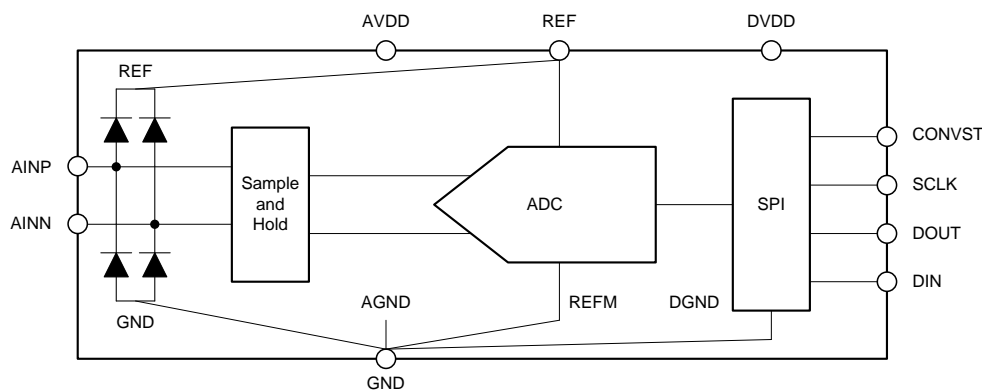 AVDD
REF
DVDD
REF
CONVST
AINP
Sample
and
Hold
ADC
SPI
SCLK
AINN
DOUT
DIN
AGND
REFM
DGND
GND
GND